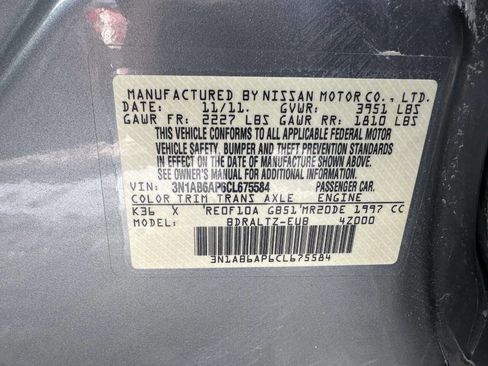 MANUFACTURED BY NISSAN MOTOR CO., LTD.
DATE: 11/11. GVWR: 3951 LBS
GAWR FR: 2227 LBS GAWR RR: 1810 LBS
THIS VEHICLE CONFORMS TO ALL APPLICABLE FEDERAL MOTOR
VEHICLE SAFETY, BUMPER AND THEFT PREVENTION STANDARDS
IN EFFECT ON THE DATE OF MANUFACTURE SHOWN ABOVE.
SEE OWNER'S MANUAL FOR ADDITIONAL INFORMATION
VIN: 3N1AB6AP6CL675584 PASSENGER CAR.
COLOR TRIM TRANS AXLE ENGINE
K36 X RE0F10A GB51 MR20DE 1997 CC
MODEL: BDRALTZ-EUB 4Z000
3N1AB6AP6CL675584